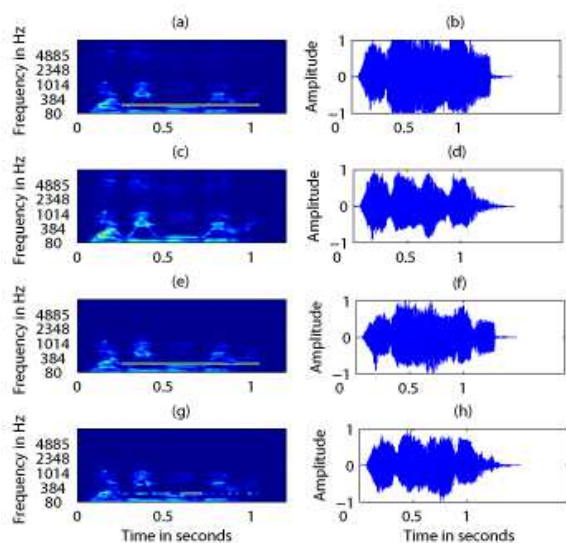 (a) (b)
Frequency in Hz
4885
2348
1014
384
80
0 0.5 1
Amplitude
1
0
−1
0 0.5 1
(c) (d)
Frequency in Hz
4885
2348
1014
384
80
0 0.5 1
Amplitude
1
0
−1
0 0.5 1
(e) (f)
Frequency in Hz
4885
2348
1014
384
80
0 0.5 1
Amplitude
1
0
−1
0 0.5 1
(g) (h)
Frequency in Hz
4885
2348
1014
384
80
0 0.5 1
Time in seconds
Amplitude
1
0
−1
0 0.5 1
Time in seconds